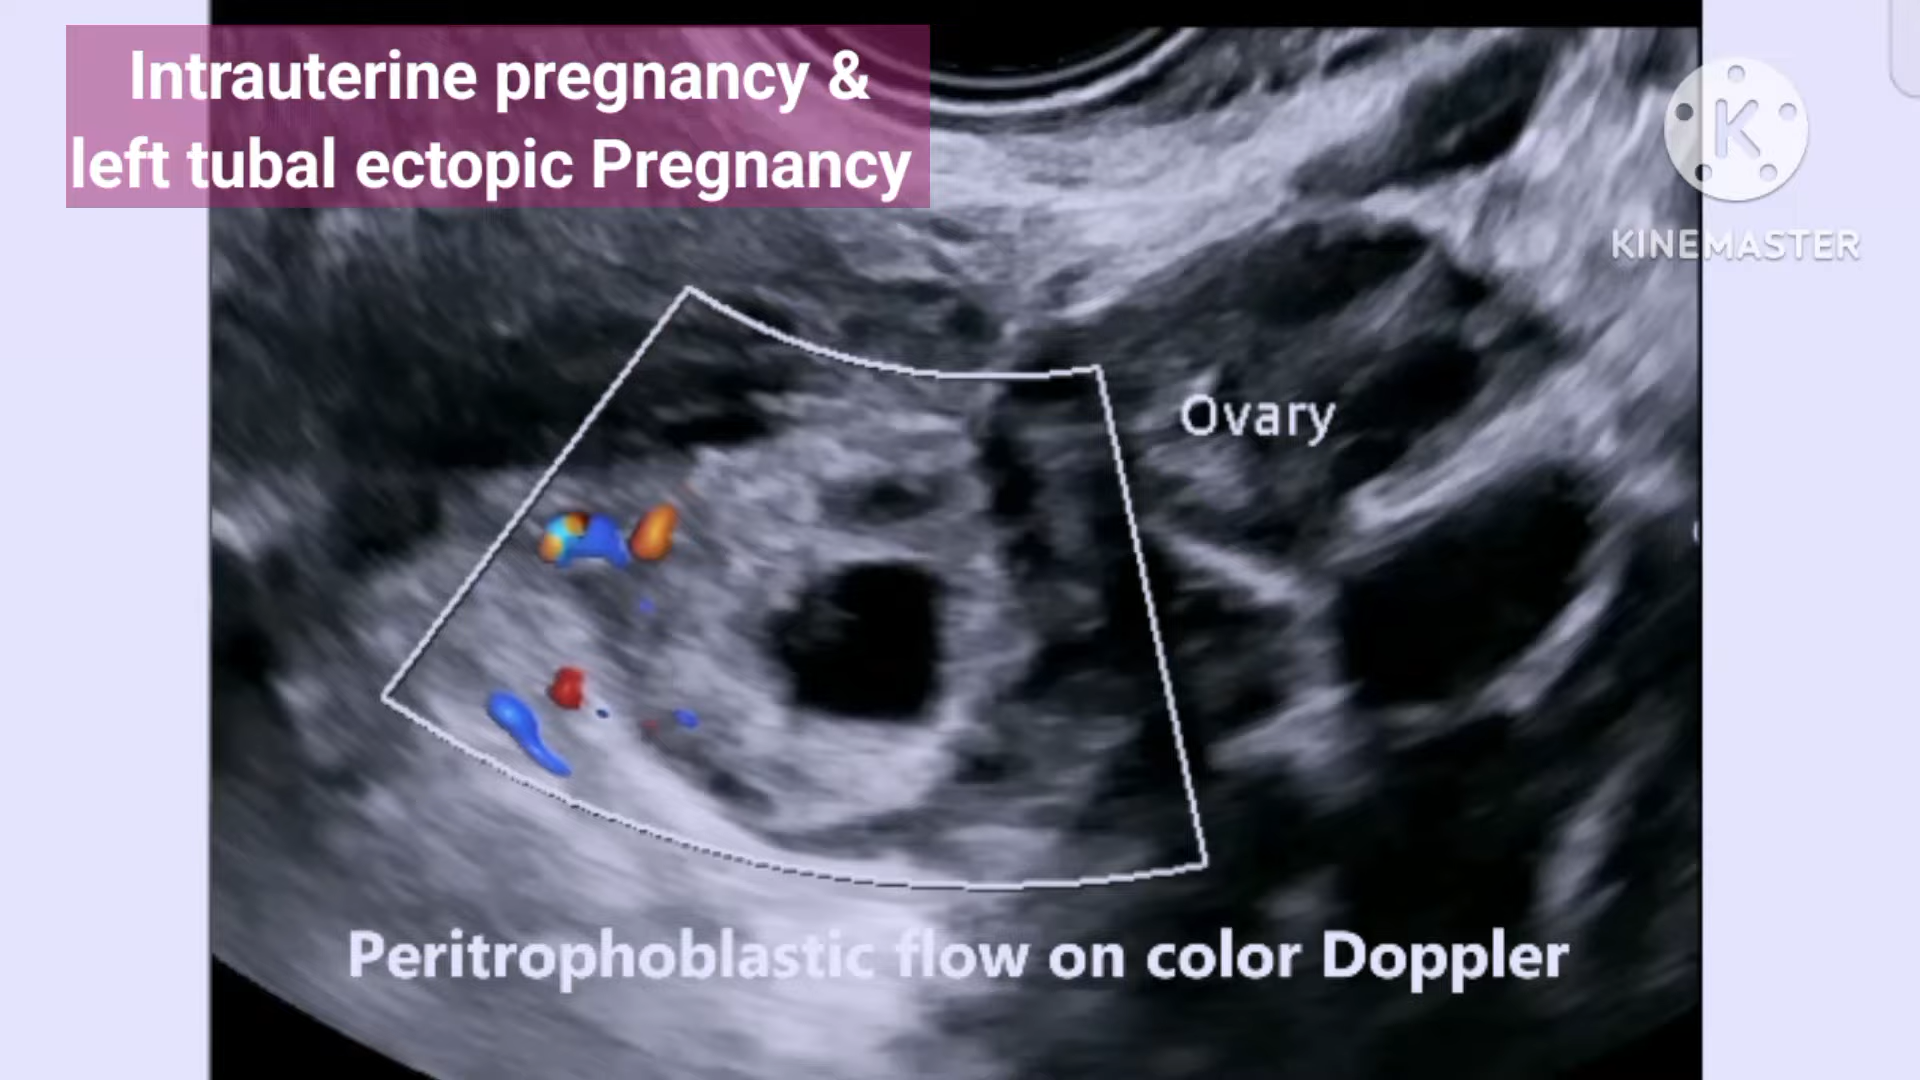 Intrauterine pregnancy &
left tubal ectopic Pregnancy
K
KINEMASTER
Ovary
Peritrophoblastic flow on color Doppler